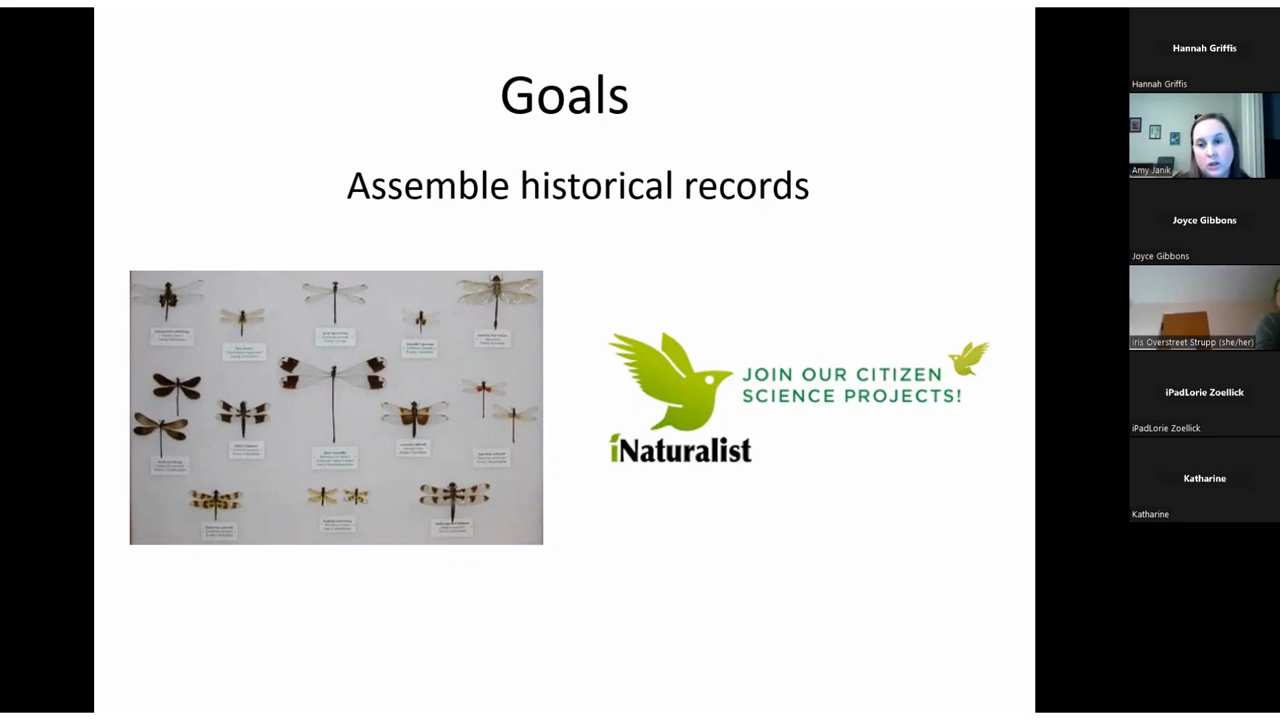 Goals
Assemble historical records
JOIN OUR CITIZEN
SCIENCE PROJECTS!
iNaturalist
Hannah Griffis
Hannah Griffis
Amy Janik
Joyce Gibbons
Joyce Gibbons
Iris Overstreet Strupp (she/her)
iPadLorie Zoellick
iPadLorie Zoellick
Katharine
Katharine